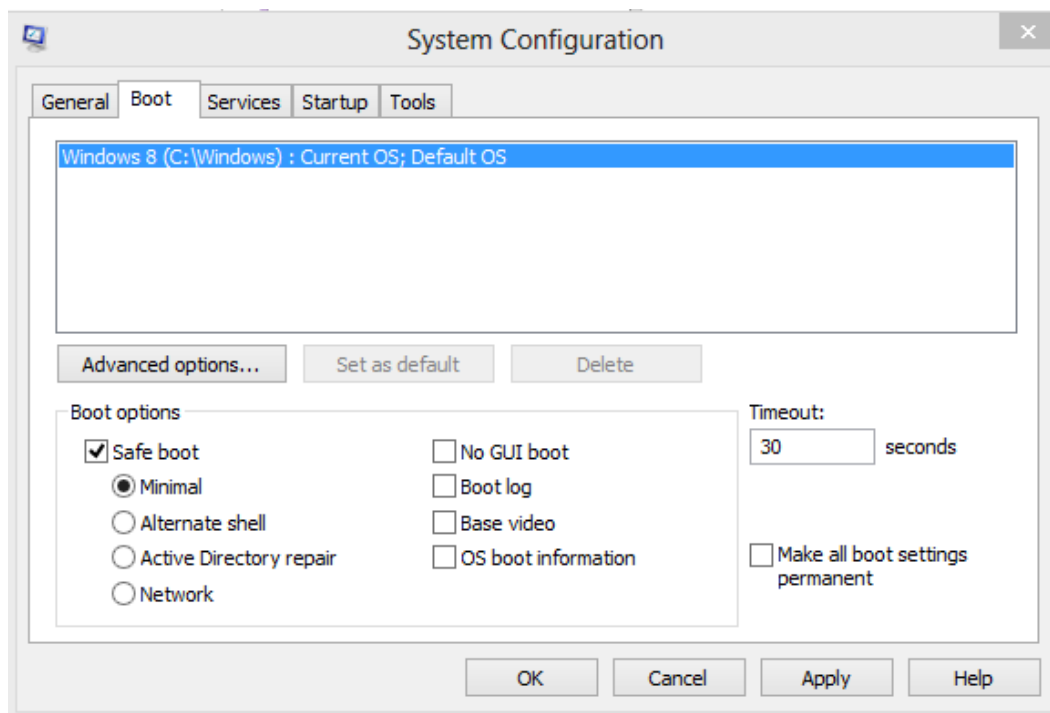 System Configuration
General Boot Services Startup Tools
Windows 8 (C:\Windows) : Current OS; Default OS
Advanced options... Set as default Delete
Boot options
Safe boot
Minimal
Alternate shell
Active Directory repair
Network
No GUI boot
Boot log
Base video
OS boot information
Timeout:
30 seconds
Make all boot settings
permanent
OK Cancel Apply Help